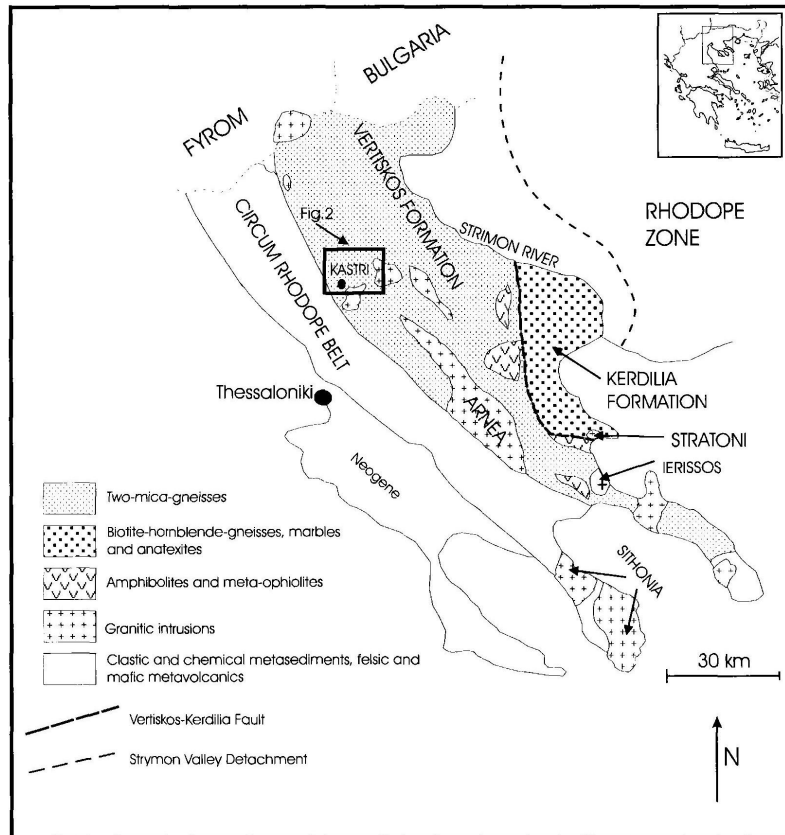 BULGARIA
FYROM
VERTISKOS FORMATION
RHODOPE
ZONE
CIRCUM RHODOPE BELT
Fig.2
STRIMON RIVER
KASTRI
KERDILIA
FORMATION
Thessaloniki
ARNEA
STRATONI
IERISSOS
Neogene
SITHONIA
Two-mica-gneisses
Biotite-hornblende-gneisses, marbles
and anatexites
Amphibolites and meta-ophiolites
Granitic intrusions
Clastic and chemical metasediments, felsic and
mafic metavolcanics
30 km
Vertiskos-Kerdilia Fault
Strymon Valley Detachment
N